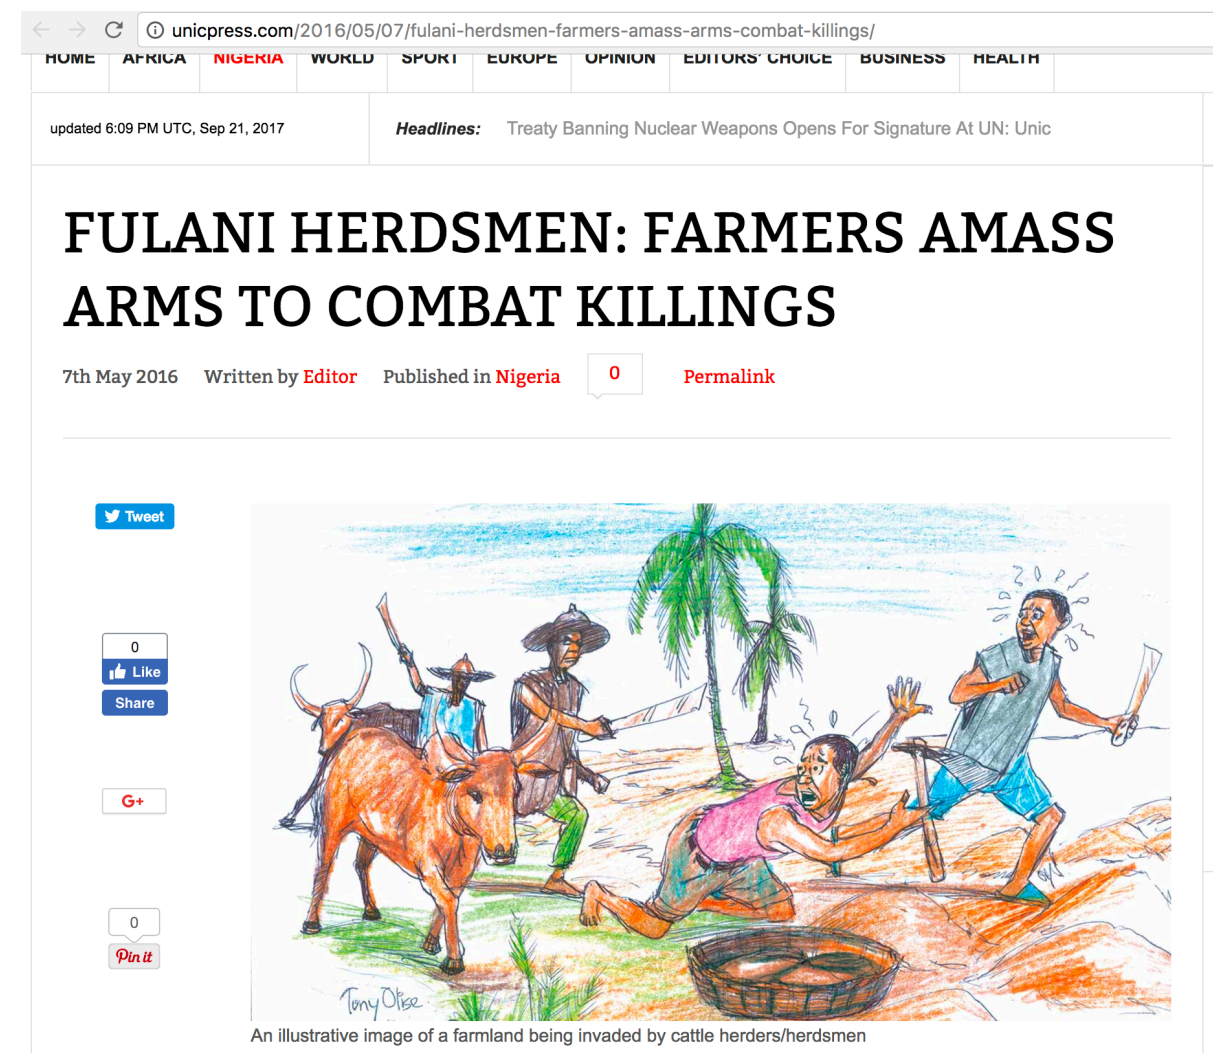 unicpress.com/2016/05/07/fulani-herdsmen-farmers-amass-arms-combat-killings/
HOME AFRICA NIGERIA WORLD SPORT EUROPE OPINION EDITORS' CHOICE BUSINESS HEALTH
updated 6:09 PM UTC, Sep 21, 2017 Headlines: Treaty Banning Nuclear Weapons Opens For Signature At UN: Unic
FULANI HERDSMEN: FARMERS AMASS
ARMS TO COMBAT KILLINGS
7th May 2016 Written by Editor Published in Nigeria 0 Permalink
Tweet
0
Like
Share
G+
0
Pin it
Tony Olise
An illustrative image of a farmland being invaded by cattle herders/herdsmen